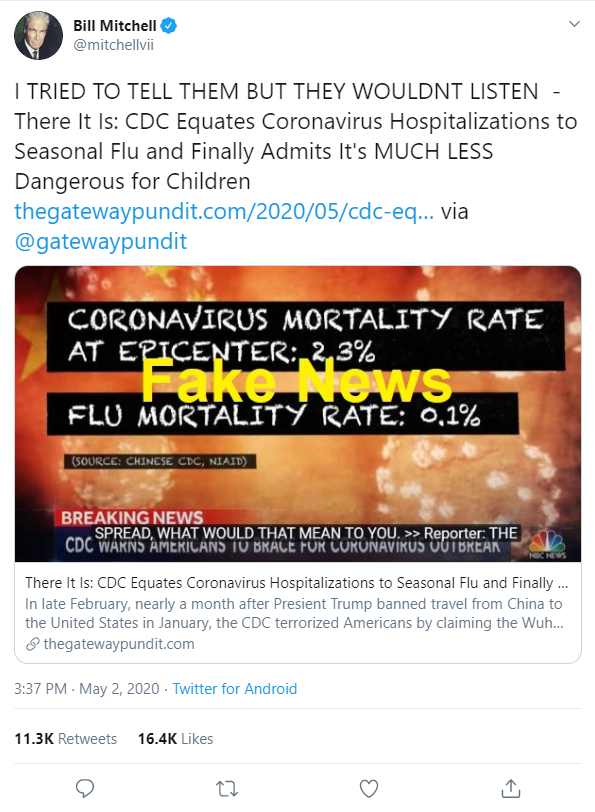 Bill Mitchell
@mitchellvii
I TRIED TO TELL THEM BUT THEY WOULDNT LISTEN -
There It Is: CDC Equates Coronavirus Hospitalizations to
Seasonal Flu and Finally Admits It's MUCH LESS
Dangerous for Children
thegatewaypundit.com/2020/05/cdc-eq... via
@gatewaypundit
CORONAVIRUS MORTALITY RATE
AT EPICENTER: 2.3%
Fake News
FLU MORTALITY RATE: 0.1%
(SOURCE: CHINESE CDC, NIAID)
BREAKING NEWS
SPREAD, WHAT WOULD THAT MEAN TO YOU. >> Reporter: THE
CDC WARNS AMERICANS TO BRACE FOR CORONAVIRUS OUTBREAK
NBC NEWS
There It Is: CDC Equates Coronavirus Hospitalizations to Seasonal Flu and Finally ...
In late February, nearly a month after Presient Trump banned travel from China to
the United States in January, the CDC terrorized Americans by claiming the Wuh...
thegatewaypundit.com
3:37 PM · May 2, 2020 · Twitter for Android
11.3K Retweets 16.4K Likes